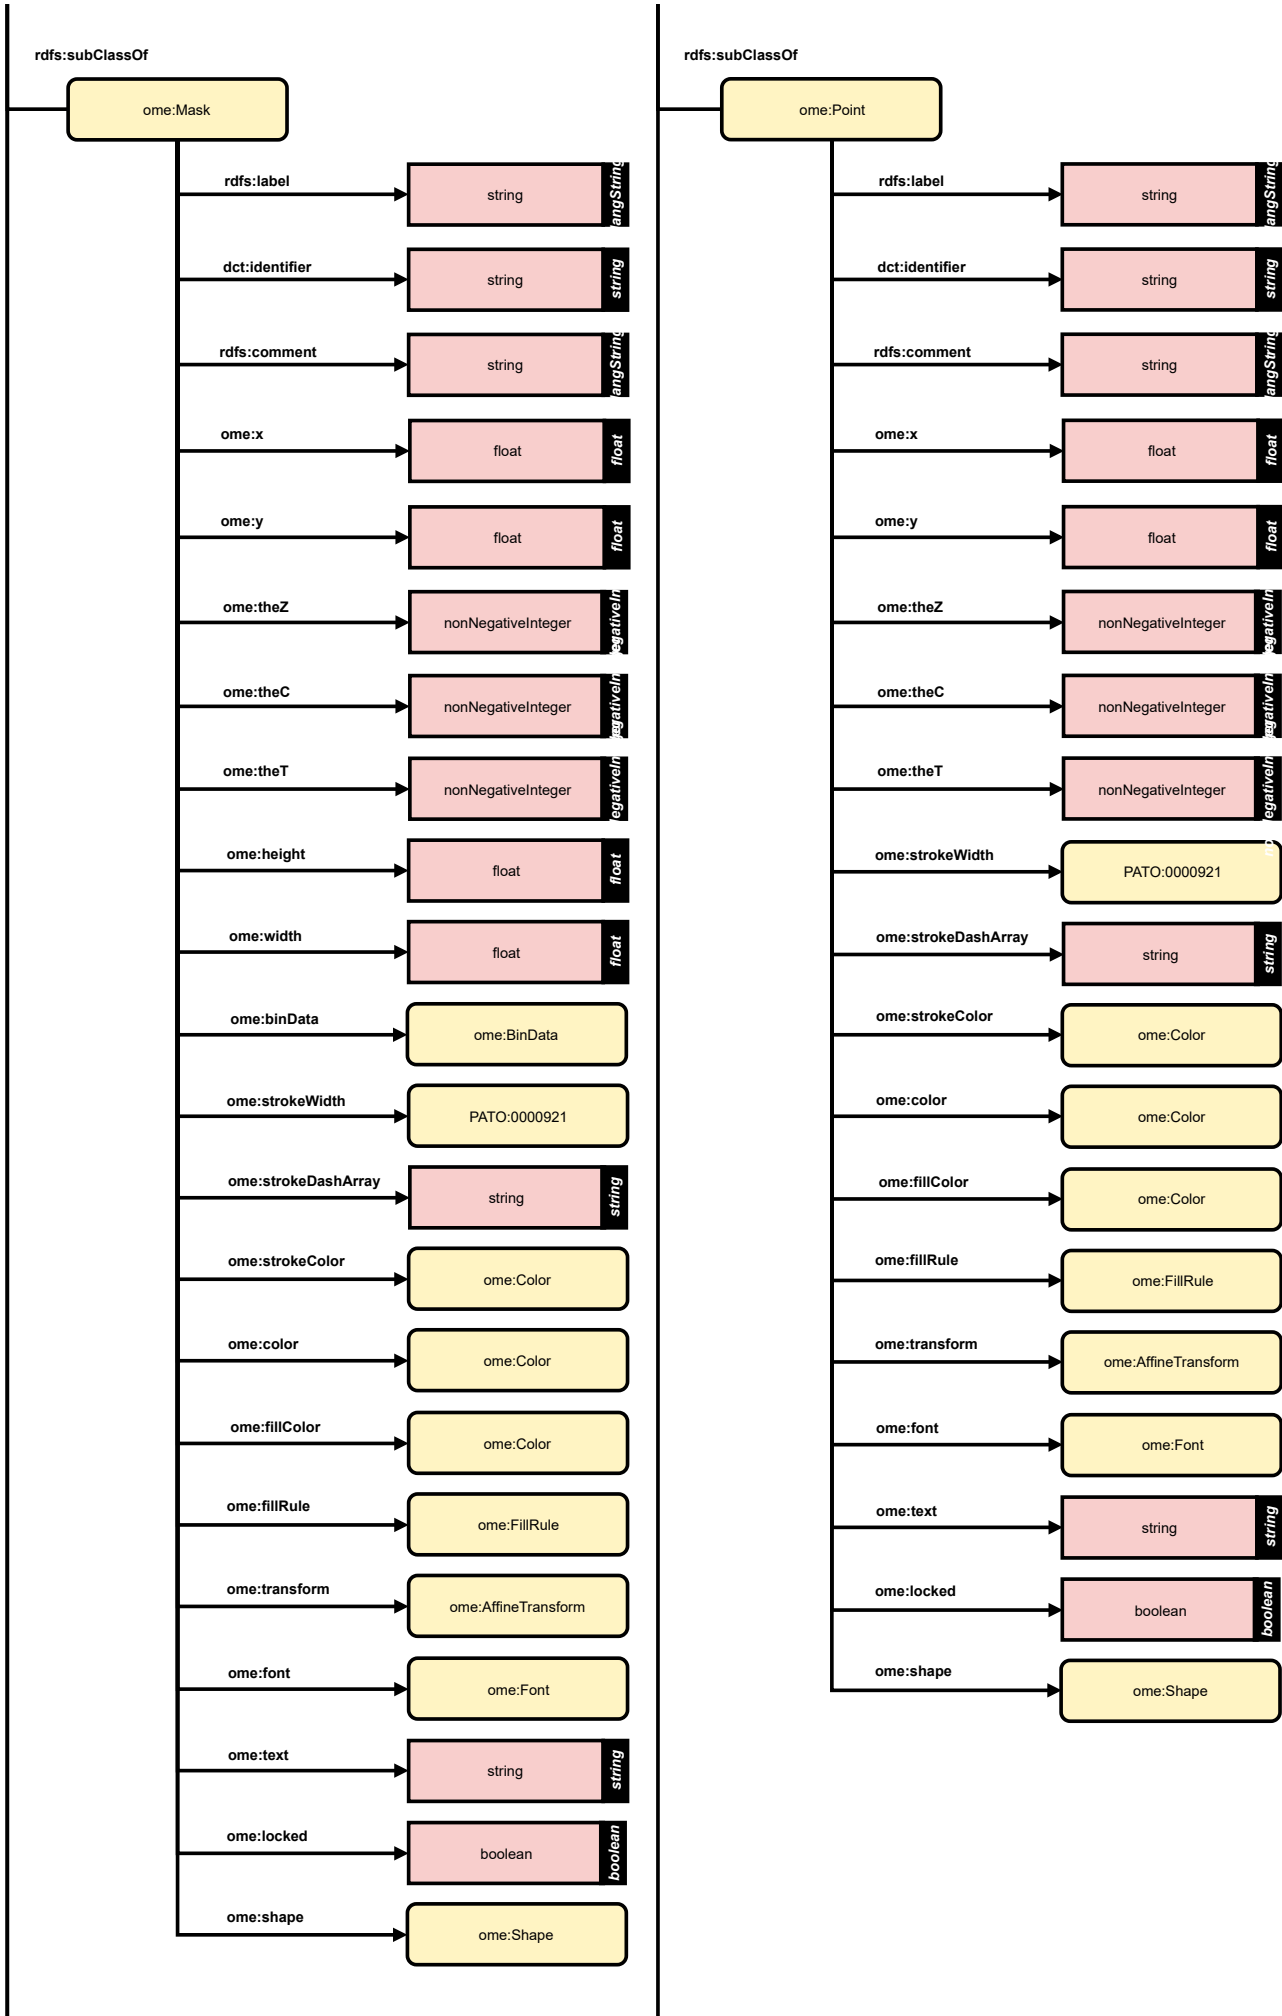 rdfs:subClassOf
ome:Mask
rdfs:label
string
langString
dct:identifier
string
string
rdfs:comment
string
langString
ome:x
float
float
ome:y
float
float
ome:theZ
nonNegativeInteger
ome:theC
nonNegativeInteger
ome:theT
nonNegativeInteger
ome:height
float
float
ome:width
float
float
ome:binData
ome:BinData
ome:strokeWidth
PATO:0000921
ome:strokeDashArray
string
string
ome:strokeColor
ome:Color
ome:color
ome:Color
ome:fillColor
ome:Color
ome:fillRule
ome:FillRule
ome:transform
ome:AffineTransform
ome:font
ome:Font
ome:text
string
string
ome:locked
boolean
boolean
ome:shape
ome:Shape
rdfs:subClassOf
ome:Point
rdfs:label
string
langString
dct:identifier
string
string
rdfs:comment
string
langString
ome:x
float
float
ome:y
float
float
ome:theZ
nonNegativeInteger
ome:theC
nonNegativeInteger
ome:theT
nonNegativeInteger
ome:strokeWidth
PATO:0000921
ome:strokeDashArray
string
string
ome:strokeColor
ome:Color
ome:color
ome:Color
ome:fillColor
ome:Color
ome:fillRule
ome:FillRule
ome:transform
ome:AffineTransform
ome:font
ome:Font
ome:text
string
string
ome:locked
boolean
boolean
ome:shape
ome:Shape